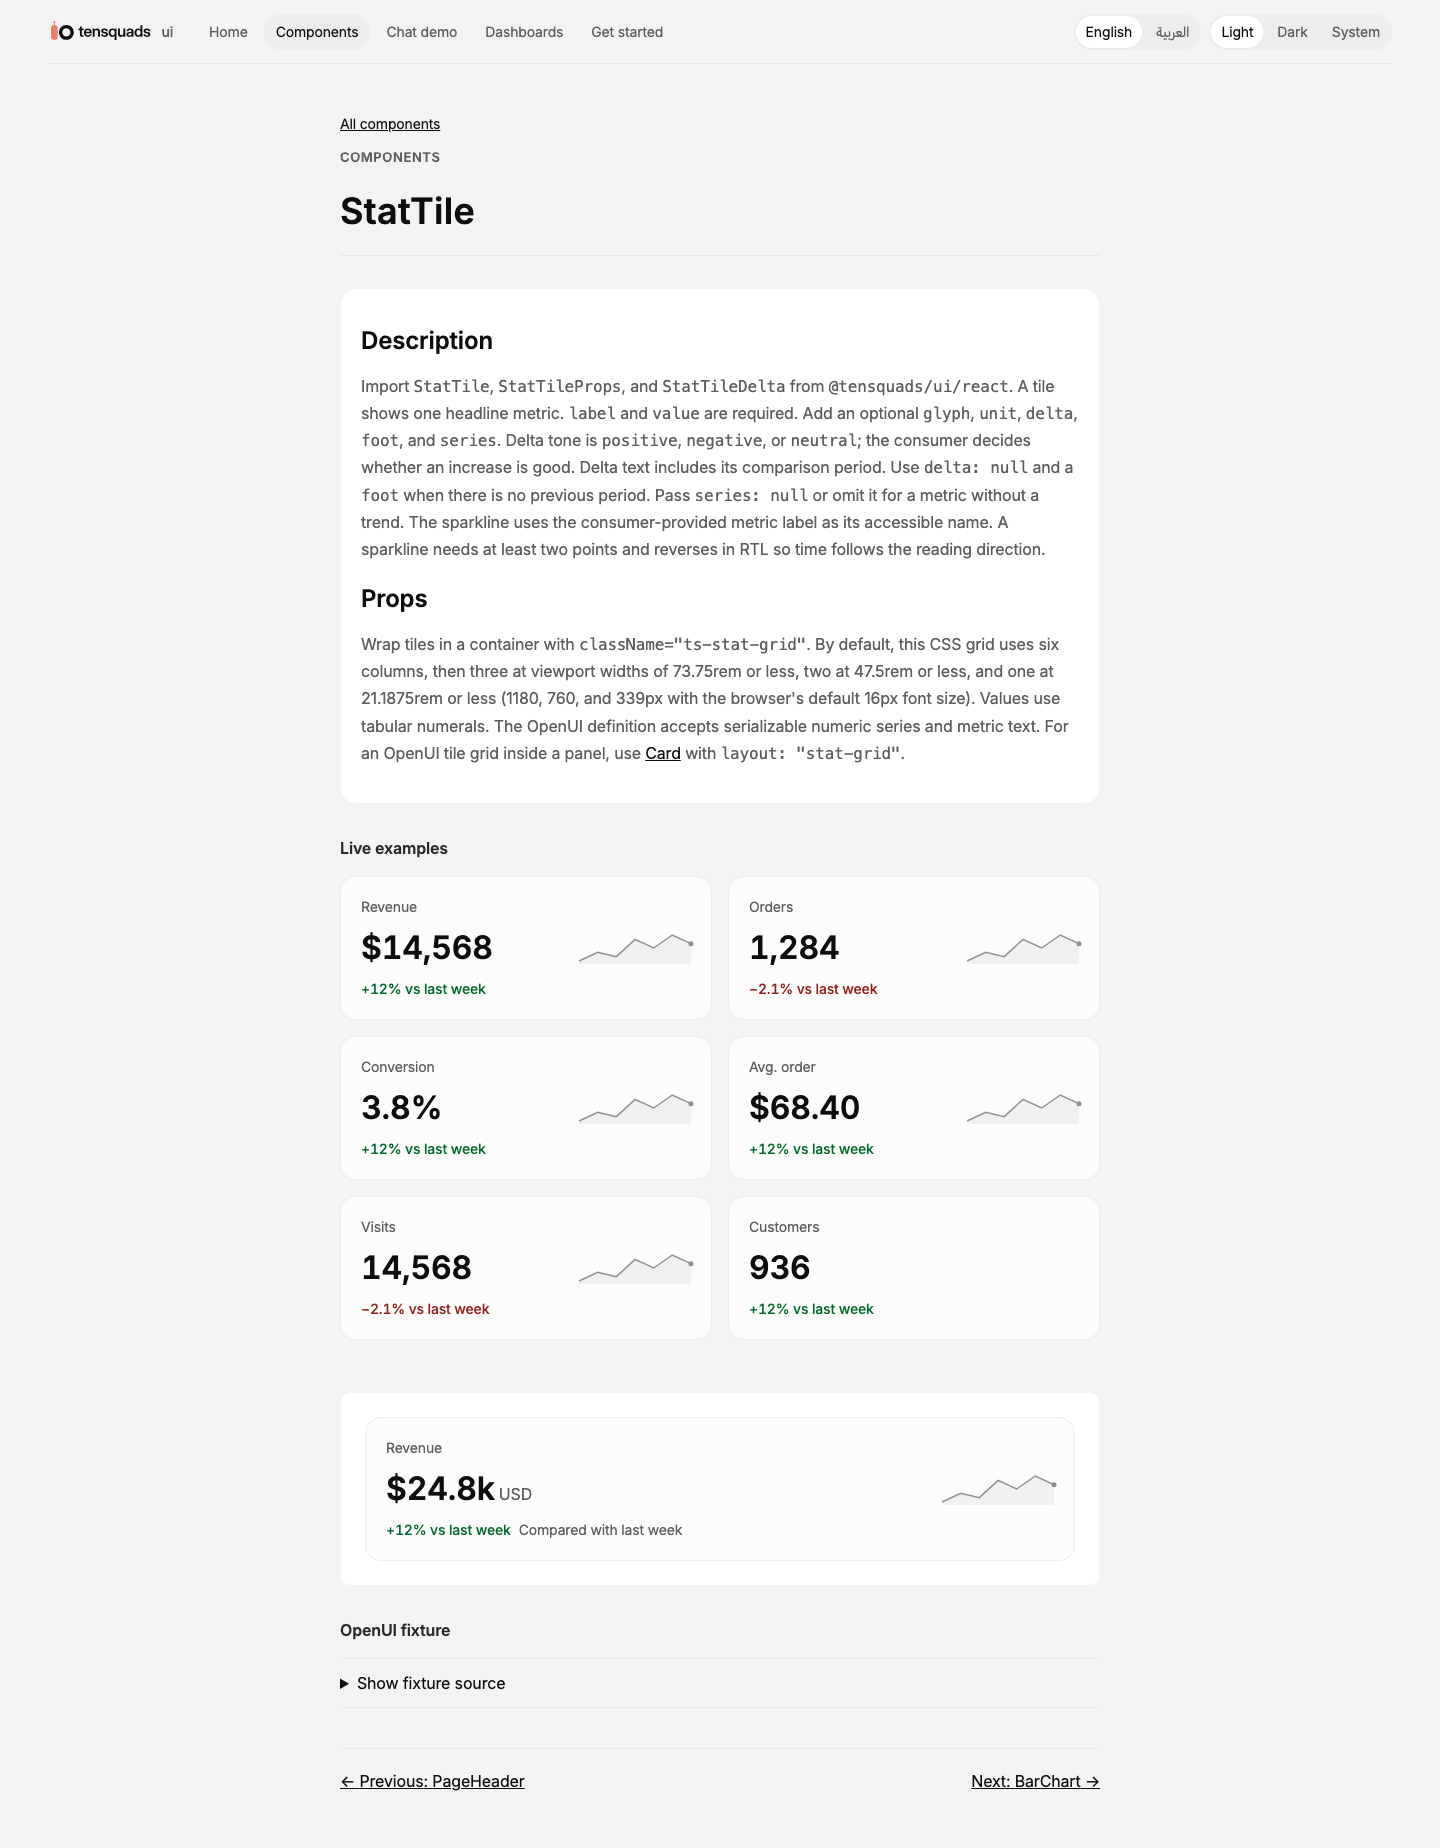 tensquads ui Home Components Chat demo Dashboards Get started English العربية Light Dark System
All components
COMPONENTS
StatTile
Description
Import StatTile, StatTileProps, and StatTileDelta from @tensquads/ui/react. A tile
shows one headline metric. label and value are required. Add an optional glyph, unit, delta,
foot, and series. Delta tone is positive, negative, or neutral; the consumer decides
whether an increase is good. Delta text includes its comparison period. Use delta: null and a
foot when there is no previous period. Pass series: null or omit it for a metric without a
trend. The sparkline uses the consumer-provided metric label as its accessible name. A
sparkline needs at least two points and reverses in RTL so time follows the reading direction.
Props
Wrap tiles in a container with className="ts-stat-grid". By default, this CSS grid uses six
columns, then three at viewport widths of 73.75rem or less, two at 47.5rem or less, and one at
21.1875rem or less (1180, 760, and 339px with the browser's default 16px font size). Values use
tabular numerals. The OpenUI definition accepts serializable numeric series and metric text. For
an OpenUI tile grid inside a panel, use Card with layout: "stat-grid".
Live examples
Revenue
$14,568
+12% vs last week
Orders
1,284
−2.1% vs last week
Conversion
3.8%
+12% vs last week
Avg. order
$68.40
+12% vs last week
Visits
14,568
−2.1% vs last week
Customers
936
+12% vs last week
Revenue
$24.8k USD
+12% vs last week Compared with last week
OpenUI fixture
▶ Show fixture source
← Previous: PageHeader
Next: BarChart →